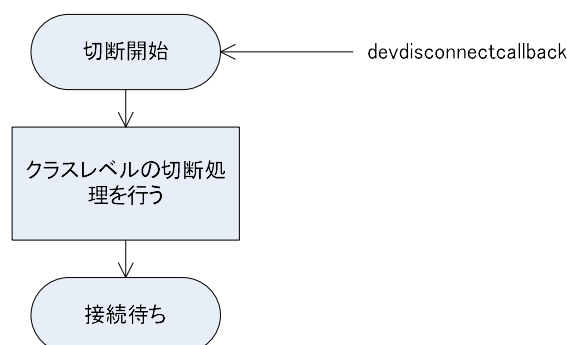 切断開始
devdisconnectcallback
クラスレベルの切断処
理を行う
接続待ち